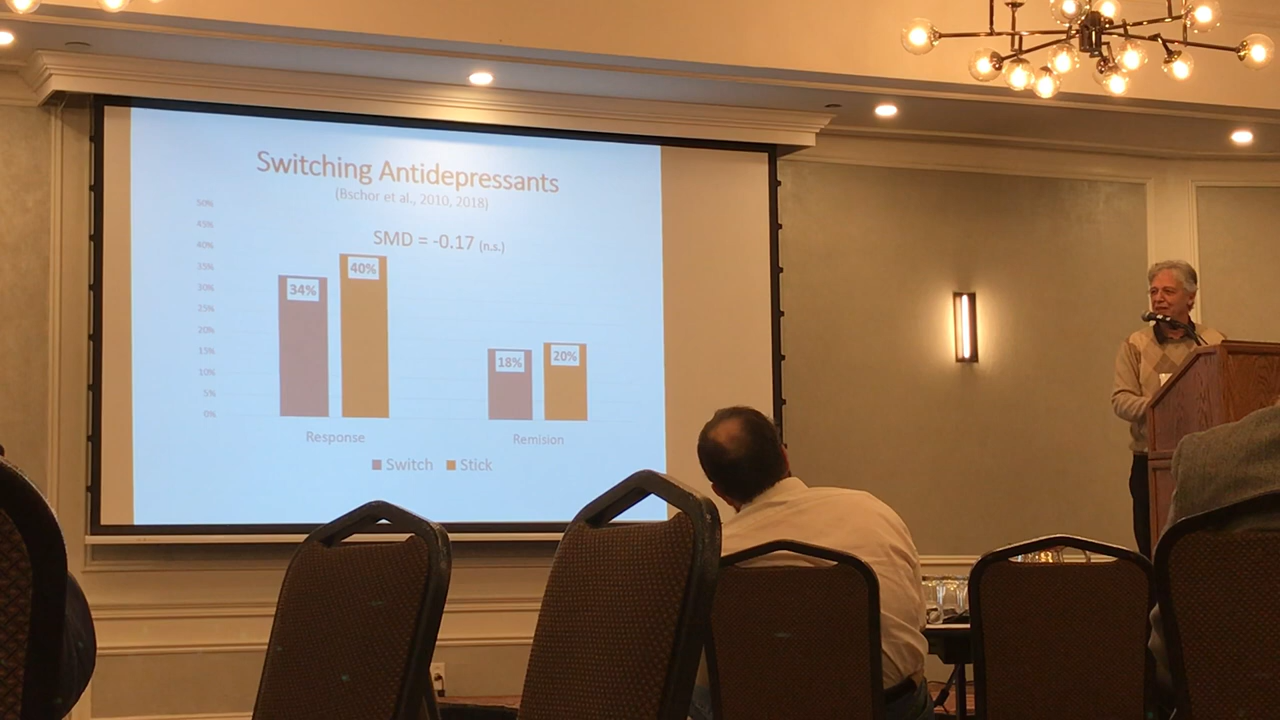 Switching Antidepressants
(Bschor et al., 2010, 2018)
50%
45%
40%
35%
30%
25%
20%
15%
10%
5%
0%
SMD = -0.17 (n.s.)
34%
40%
18%
20%
Response
Remision
Switch
Stick